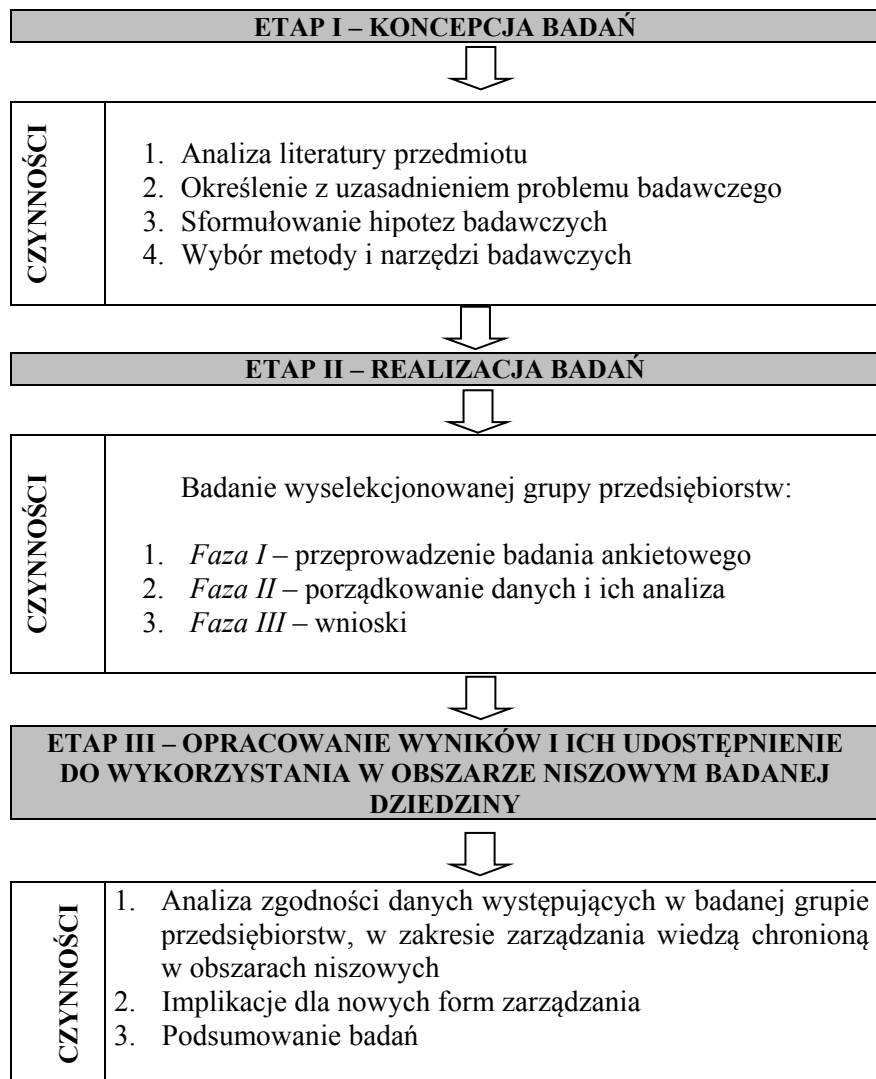 ETAP I – KONCEPCJA BADAŃ
CZYNNOŚCI
1. Analiza literatury przedmiotu
2. Określenie z uzasadnieniem problemu badawczego
3. Sformułowanie hipotez badawczych
4. Wybór metody i narzędzi badawczych
ETAP II – REALIZACJA BADAŃ
CZYNNOŚCI
Badanie wyselekcjonowanej grupy przedsiębiorstw:
1. Faza I – przeprowadzenie badania ankietowego
2. Faza II – porządkowanie danych i ich analiza
3. Faza III – wnioski
ETAP III – OPRACOWANIE WYNIKÓW I ICH UDOSTĘPNIENIE
DO WYKORZYSTANIA W OBSZARZE NISZOWYM BADANEJ
DZIEDZINY
CZYNNOŚCI
1. Analiza zgodności danych występujących w badanej grupie
przedsiębiorstw, w zakresie zarządzania wiedzą chronioną
w obszarach niszowych
2. Implikacje dla nowych form zarządzania
3. Podsumowanie badań